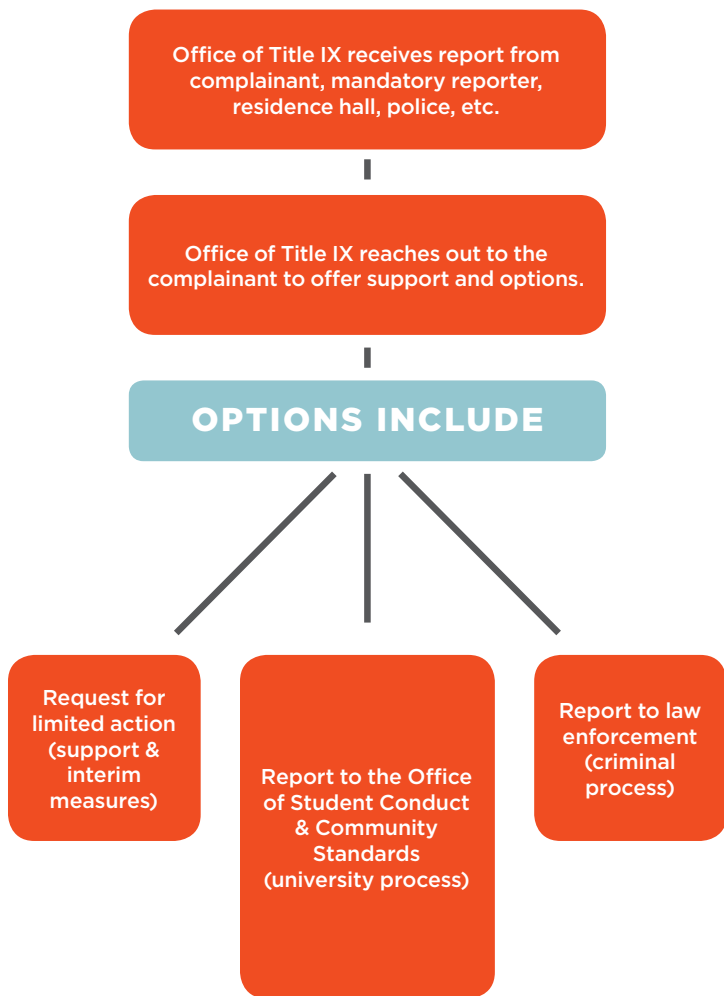 Office of Title IX receives report from
complainant, mandatory reporter,
residence hall, police, etc.
Office of Title IX reaches out to the
complainant to offer support and options.
OPTIONS INCLUDE
Request for
limited action
(support &
interim
measures)
Report to the Office
of Student Conduct
& Community
Standards
(university process)
Report to law
enforcement
(criminal
process)